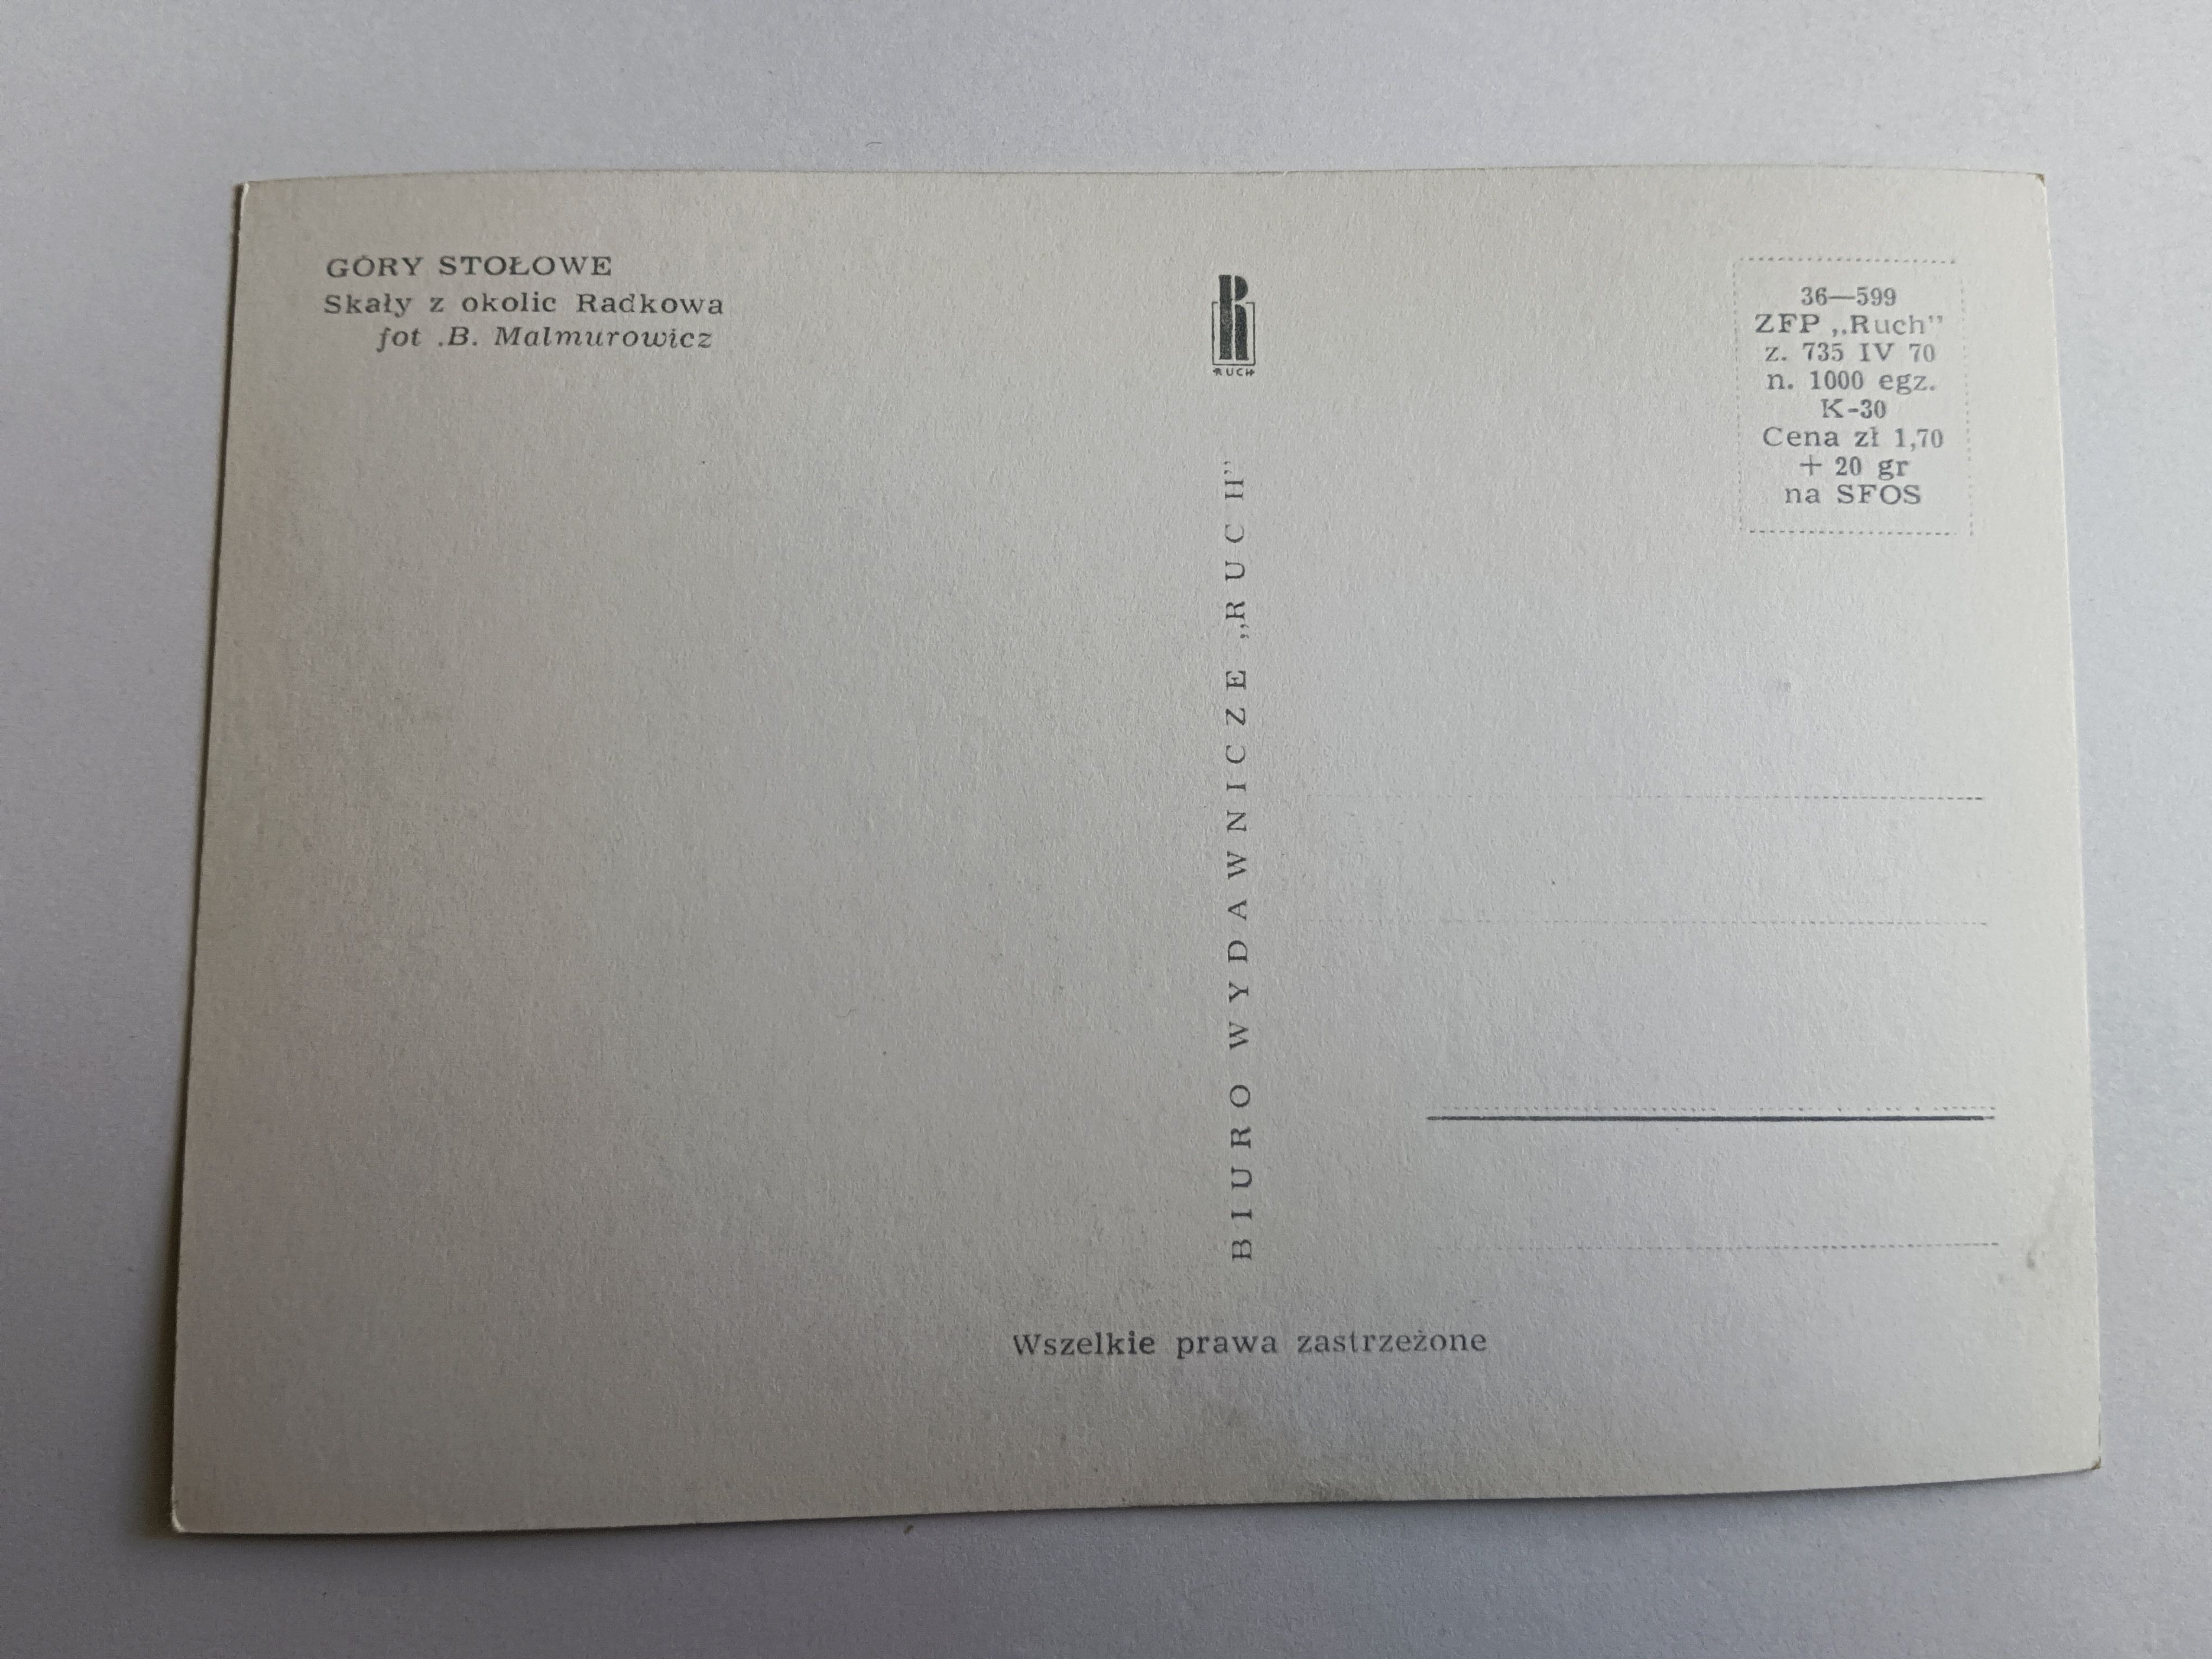 GÓRY STOŁOWE
Skały z okolic Radkowa
fot .B. Malmurowicz
RUCH
BIURO WYDAWNICZE „RUCH”
36—599
ZFP „Ruch”
z. 735 IV 70
n. 1000 egz.
K-30
Cena zł 1,70
+ 20 gr
na SFOS
Wszelkie prawa zastrzeżone